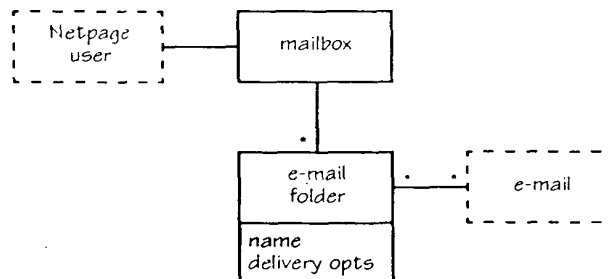 Netpage
user
mailbox
*
e-mail
folder
* *
e-mail
name
delivery opts